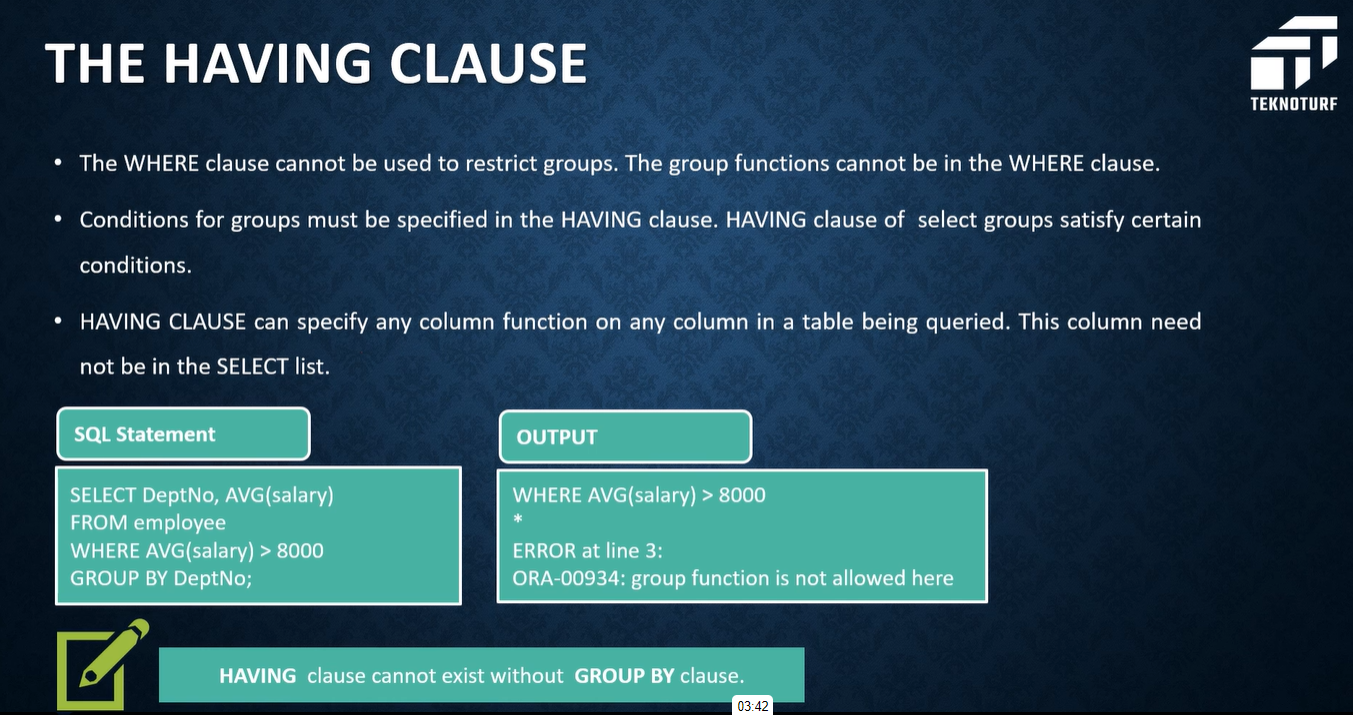 THE HAVING CLAUSE
TEKNOTURF
• The WHERE clause cannot be used to restrict groups. The group functions cannot be in the WHERE clause.
• Conditions for groups must be specified in the HAVING clause. HAVING clause of  select groups satisfy certain
conditions.
• HAVING CLAUSE can specify any column function on any column in a table being queried. This column need
not be in the SELECT list.
SQL Statement
SELECT DeptNo, AVG(salary)
FROM employee
WHERE AVG(salary) > 8000
GROUP BY DeptNo;
OUTPUT
WHERE AVG(salary) > 8000
*
ERROR at line 3:
ORA-00934: group function is not allowed here
HAVING  clause cannot exist without  GROUP BY clause.
03:42